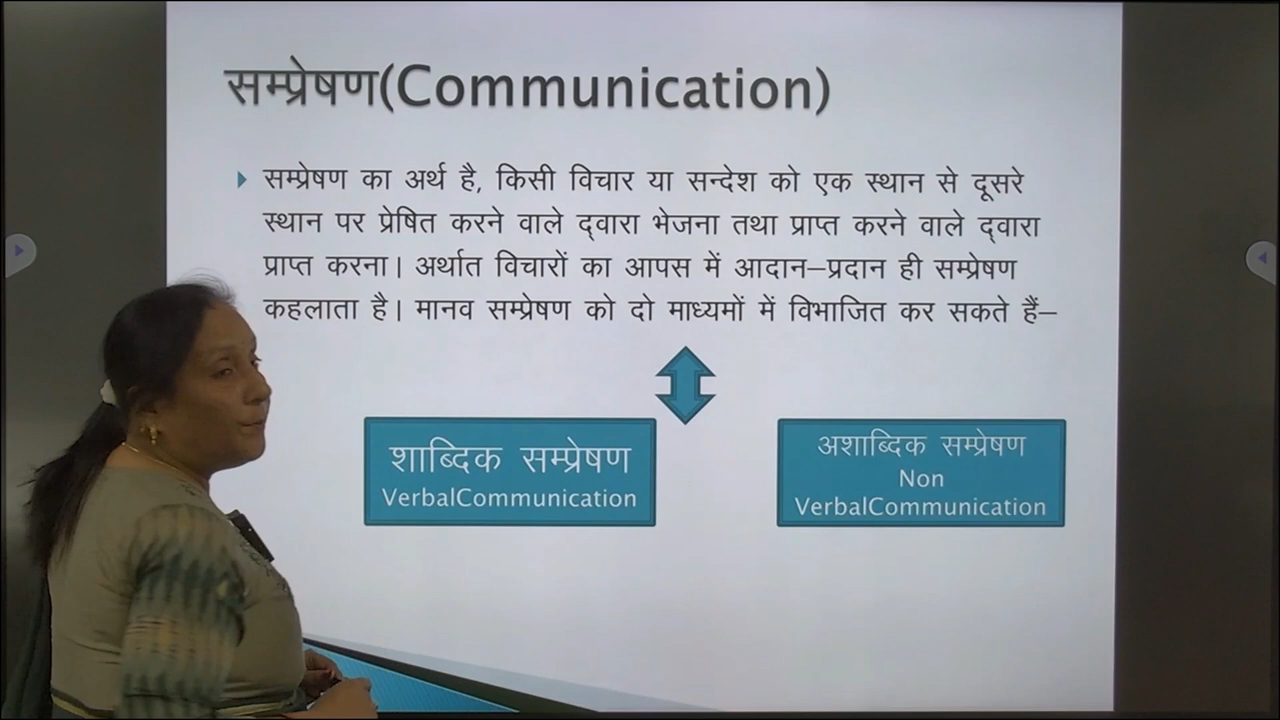 सम्प्रेषण(Communication)
सम्प्रेषण का अर्थ है, किसी विचार या सन्देश को एक स्थान से दूसरे
स्थान पर प्रेषित करने वाले द्वारा भेजना तथा प्राप्त करने वाले द्वारा
प्राप्त करना। अर्थात विचारों का आपस में आदान–प्रदान ही सम्प्रेषण
कहलाता है। मानव सम्प्रेषण को दो माध्यमों में विभाजित कर सकते हैं–
शाब्दिक सम्प्रेषण
VerbalCommunication
अशाब्दिक सम्प्रेषण
Non
VerbalCommunication